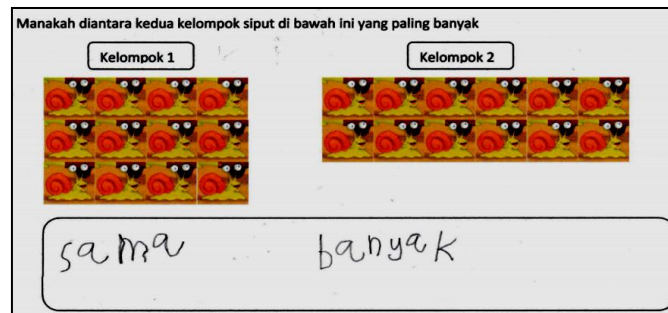 Manakah diantara kedua kelompok siput di bawah ini yang paling banyak
Kelompok 1 Kelompok 2
sama banyak